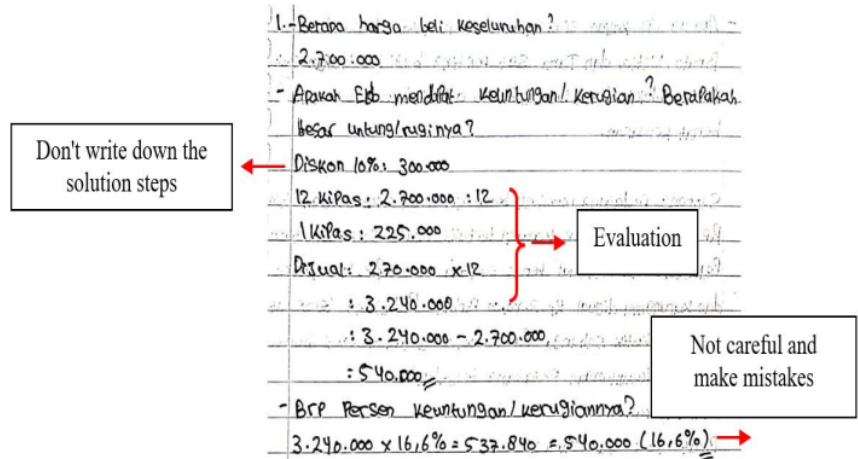 1.-Berapa harga beli keseluruhan?
2.700.000
- Apakah Edo mendapat keuntungan/kerugian? Berapakah
besar untung/ruginya?
Don't write down the
solution steps
Diskon 10%: 300.000
12 Kipas: 2.700.000 : 12
1 Kipas : 225.000
Dijual: 270.000 x 12
: 3.240.000
: 3.240.000 - 2.700.000
: 540.000
Evaluation
- Brp Persen keuntungan/kerugiannya?
3.240.000 x 16,6% = 537.840 = 540.000 (16,6%)
Not careful and
make mistakes